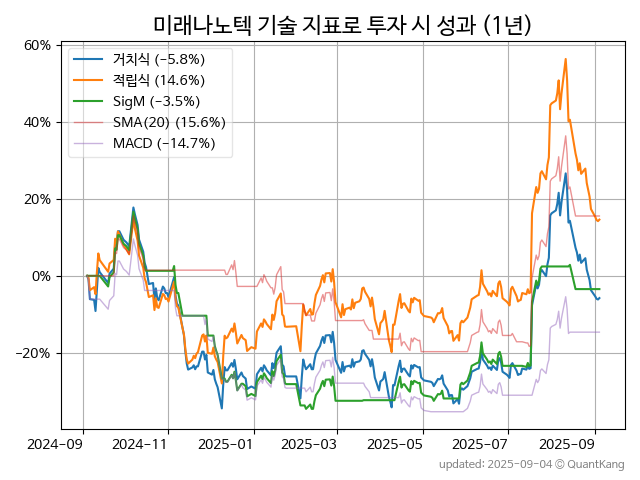 미래나노텍 기술 지표로 투자 시 성과 (1년)
60%
40%
20%
0%
−20%
거치식 (−5.8%)
적립식 (14.6%)
SigM (−3.5%)
SMA(20) (15.6%)
MACD (−14.7%)
2024-09
2024-11
2025-01
2025-03
2025-05
2025-07
2025-09
updated: 2025-09-04 © QuantKang